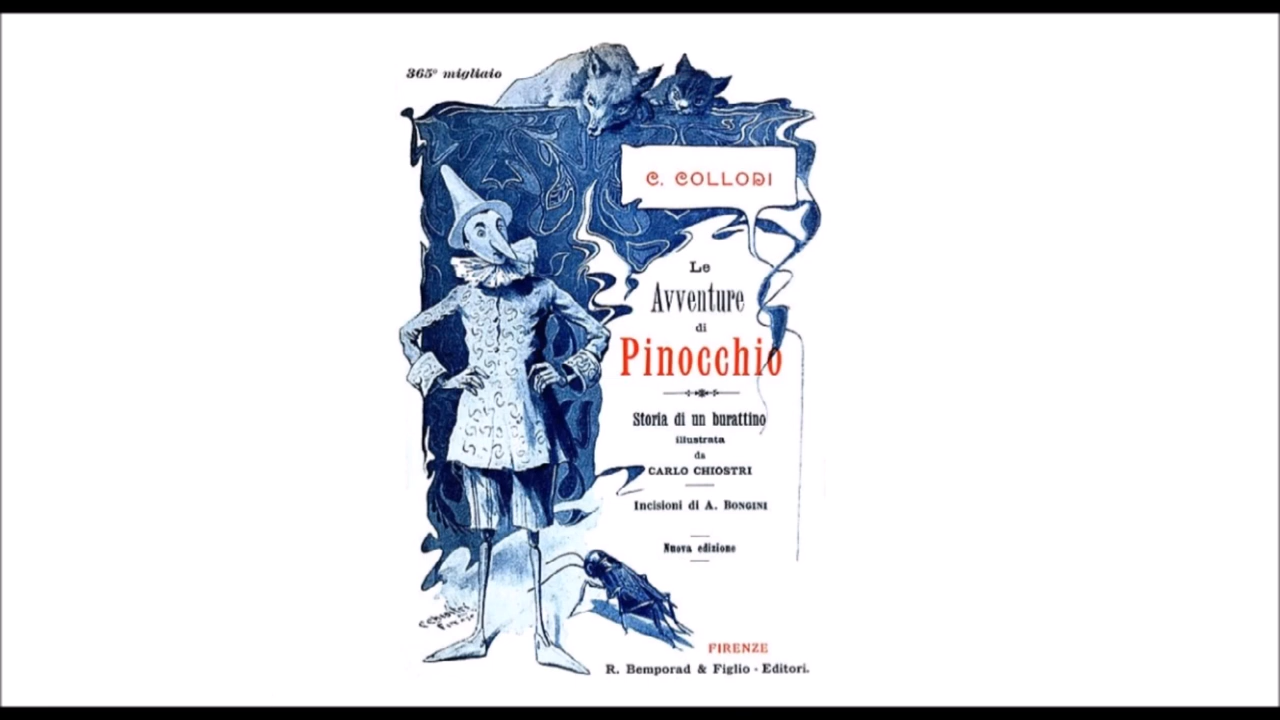 365º migliaio
C. COLLODI
Le
Avventure
di
Pinocchio
Storia di un burattino
illustrata
da
CARLO CHIOSTRI
Incisioni di A. BONGINI
Nuova edizione
FIRENZE
R. Bemporad & Figlio - Editori.